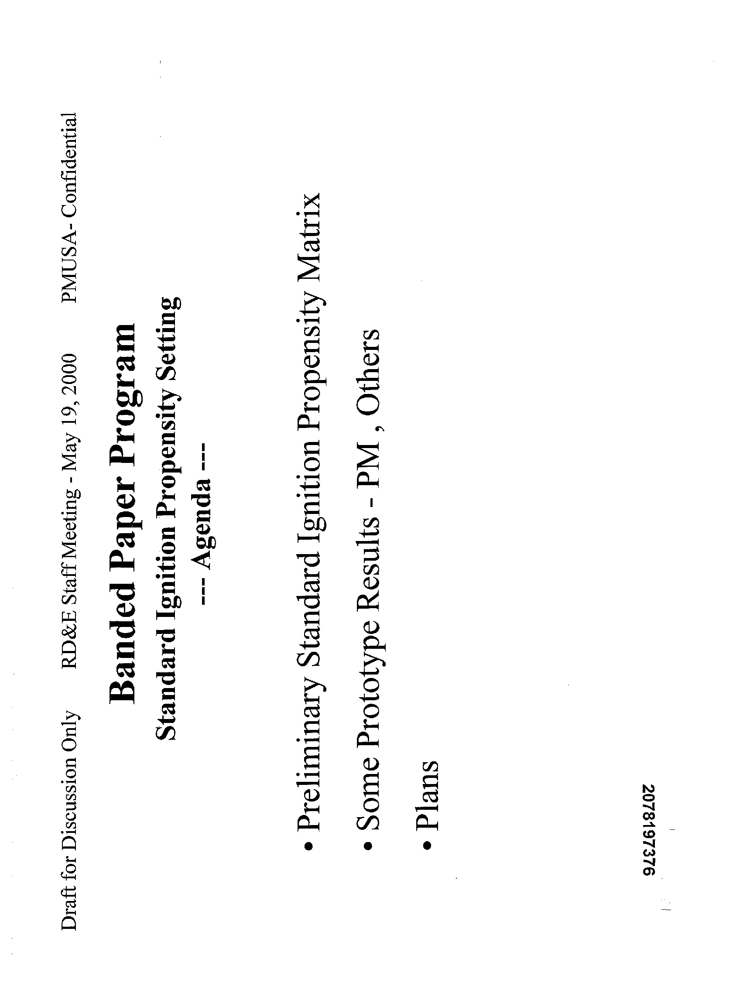 Draft for Discussion Only RD&E Staff Meeting - May 19, 2000 PMUSA- Confidential
Banded Paper Program
Standard Ignition Propensity Setting
--- Agenda ---
• Preliminary Standard Ignition Propensity Matrix
• Some Prototype Results - PM , Others
• Plans
2078197376